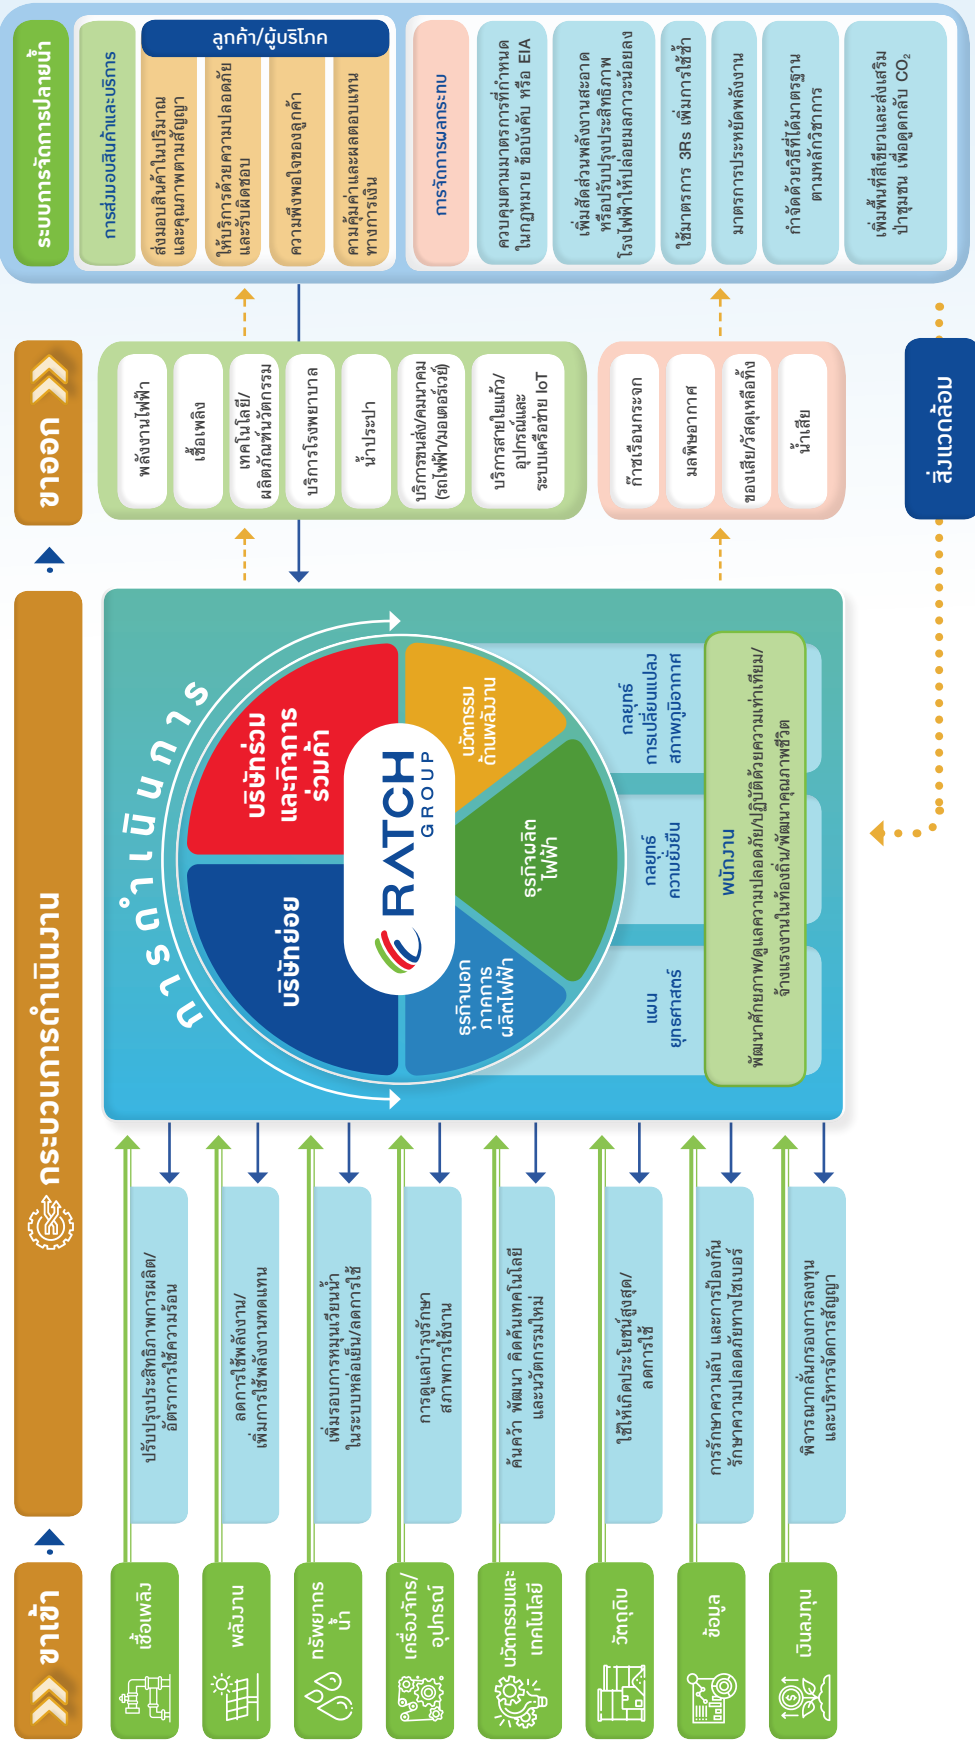 ขาเข้า
กระบวนการดำเนินงาน
ขาออก
ระบบการจัดการปลายน้ำ
เชื้อเพลิง
พลังงาน
ทรัพยากร
น้ำ
เครื่องจักร/
อุปกรณ์
นวัตกรรมและ
เทคโนโลยี
วัตถุดิบ
ข้อมูล
เงินลงทุน
ปรับปรุงประสิทธิภาพการผลิต/
อัตราการใช้ความร้อน
ลดการใช้พลังงาน/
เพิ่มการใช้พลังงานทดแทน
เพิ่มรอบการหมุนเวียนน้ำ
ในระบบหล่อเย็น/ลดการใช้
การดูแลบำรุงรักษา
สภาพการใช้งาน
ค้นคว้า พัฒนา คิดค้นเทคโนโลยี
และนวัตกรรมใหม่
ใช้ให้เกิดประโยชน์สูงสุด/
ลดการใช้
การรักษาความลับ และการป้องกัน
รักษาความปลอดภัยทางไซเบอร์
พิจารณากลั่นกรองการลงทุน
และบริหารจัดการสัญญา
การดำเนินการ
บริษัทย่อย
บริษัทร่วม
และกิจการ
ร่วมค้า
RATCH
GROUP
ธุรกิจนอก
ภาคการ
ผลิตไฟฟ้า
ธุรกิจผลิต
ไฟฟ้า
นวัตกรรม
ด้านพลังงาน
แผน
ยุทธศาสตร์
กลยุทธ์
ความยั่งยืน
กลยุทธ์
การเปลี่ยนแปลง
สภาพภูมิอากาศ
พนักงาน
พัฒนาศักยภาพ/ดูแลความปลอดภัย/ปฏิบัติด้วยความเท่าเทียม/
จ้างแรงงานในท้องถิ่น/พัฒนาคุณภาพชีวิต
พลังงานไฟฟ้า
เชื้อเพลิง
เทคโนโลยี/
ผลิตภัณฑ์นวัตกรรม
บริการโรงพยาบาล
น้ำประปา
บริการขนส่ง/คมนาคม
(รถไฟฟ้า/มอเตอร์เวย์)
บริการสายใยแก้ว/
อุปกรณ์และ
ระบบเครือข่าย IoT
ก๊าซเรือนกระจก
มลพิษอากาศ
ของเสีย/วัสดุเหลือทิ้ง
น้ำเสีย
สิ่งแวดล้อม
การส่งมอบสินค้าและบริการ
ลูกค้า/ผู้บริโภค
ส่งมอบสินค้าในปริมาณ
และคุณภาพตามสัญญา
ให้บริการด้วยความปลอดภัย
และรับผิดชอบ
ความพึงพอใจของลูกค้า
ความคุ้มค่าและผลตอบแทน
ทางการเงิน
การจัดการผลกระทบ
ควบคุมตามมาตรการที่กำหนด
ในกฎหมาย ข้อบังคับ หรือ EIA
เพิ่มสัดส่วนพลังงานสะอาด
หรือปรับปรุงประสิทธิภาพ
โรงไฟฟ้าให้ปล่อยมลภาวะน้อยลง
ใช้มาตรการ 3Rs เพิ่มการใช้ซ้ำ
มาตรการประหยัดพลังงาน
กำจัดด้วยวิธีที่ได้มาตรฐาน
ตามหลักวิชาการ
เพิ่มพื้นที่สีเขียวและส่งเสริม
ป่าชุมชน เพื่อดูดกลับ CO₂